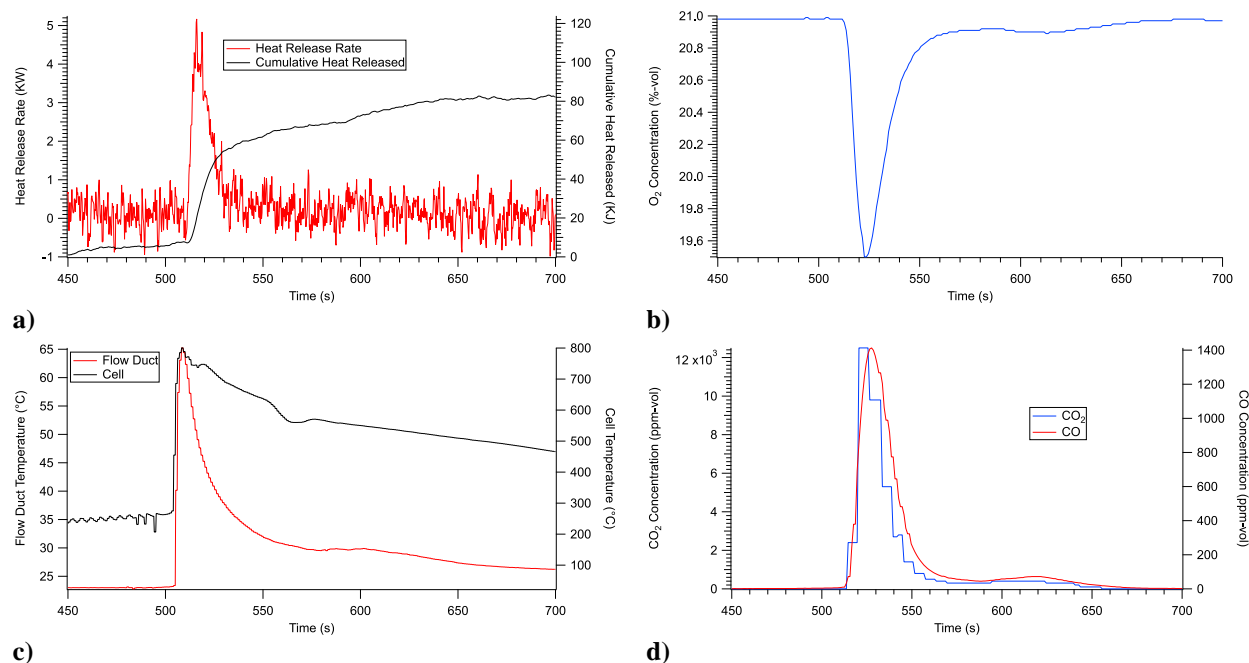 5
4
3
2
1
0
-1
Heat Release Rate (KW)
120
100
80
60
40
20
0
Cumulative Heat Released (KJ)
Heat Release Rate
Cumulative Heat Released
450 500 550 600 650 700
Time (s)
a)
21.0
20.8
20.6
20.4
20.2
20.0
19.8
19.6
O2 Concentration (%-vol)
450 500 550 600 650 700
Time (s)
b)
65
60
55
50
45
40
35
30
25
Flow Duct Temperature (°C)
800
700
600
500
400
300
200
100
Cell Temperature (°C)
Flow Duct
Cell
450 500 550 600 650 700
Time (s)
c)
12 x10³
10
8
6
4
2
0
CO₂ Concentration (ppm-vol)
1400
1200
1000
800
600
400
200
0
CO Concentration (ppm-vol)
CO₂
CO
450 500 550 600 650 700
Time (s)
d)